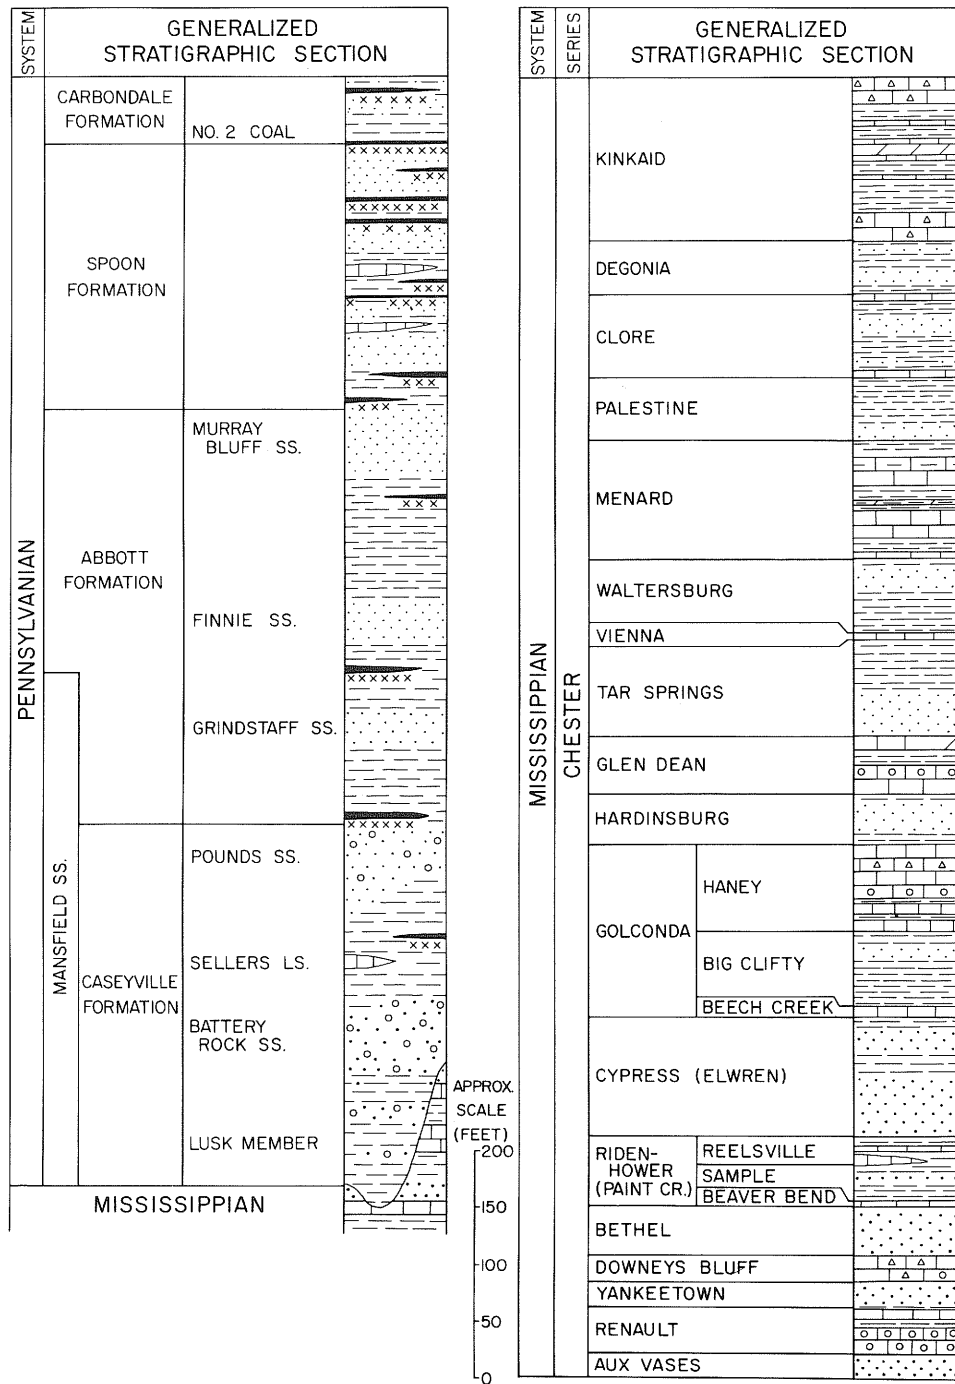 SYSTEM
GENERALIZED
STRATIGRAPHIC SECTION
PENNSYLVANIAN
CARBONDALE
FORMATION
NO. 2 COAL
SPOON
FORMATION
ABBOTT
FORMATION
MURRAY
BLUFF SS.
FINNIE SS.
GRINDSTAFF SS.
MANSFIELD SS.
CASEYVILLE
FORMATION
POUNDS SS.
SELLERS LS.
BATTERY
ROCK SS.
LUSK MEMBER
MISSISSIPPIAN
APPROX.
SCALE
(FEET)
200
150
100
50
0
SYSTEM
SERIES
GENERALIZED
STRATIGRAPHIC SECTION
MISSISSIPPIAN
CHESTER
KINKAID
DEGONIA
CLORE
PALESTINE
MENARD
WALTERSBURG
VIENNA
TAR SPRINGS
GLEN DEAN
HARDINSBURG
GOLCONDA
HANEY
BIG CLIFTY
BEECH CREEK
CYPRESS (ELWREN)
RIDEN-
HOWER
(PAINT CR.)
REELSVILLE
SAMPLE
BEAVER BEND
BETHEL
DOWNEYS BLUFF
YANKEETOWN
RENAULT
AUX VASES